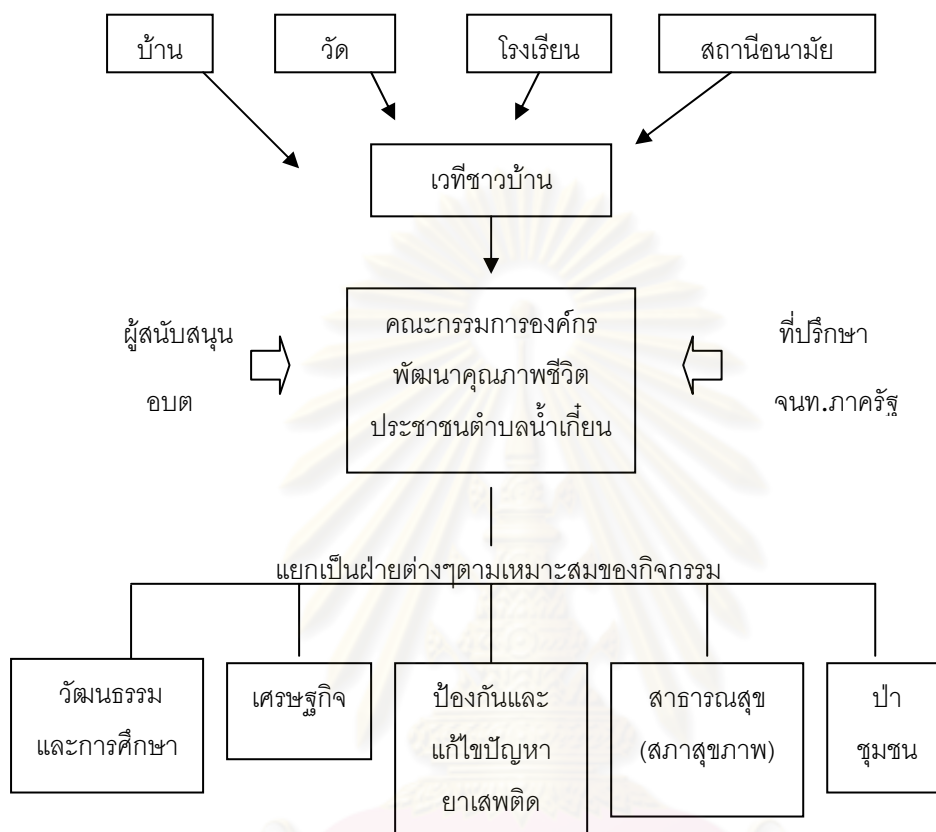 บ้าน
วัด
โรงเรียน
สถานีอนามัย
เวทีชาวบ้าน
คณะกรรมการองค์กร
พัฒนาคุณภาพชีวิต
ประชาชนตำบลน้ำเกี๋ยน
ผู้สนับสนุน
อบต
ที่ปรึกษา
จนท.ภาครัฐ
แยกเป็นฝ่ายต่างๆตามเหมาะสมของกิจกรรม
วัฒนธรรม
และการศึกษา
เศรษฐกิจ
ป้องกันและ
แก้ไขปัญหา
ยาเสพติด
สาธารณสุข
(สภาสุขภาพ)
ป่า
ชุมชน